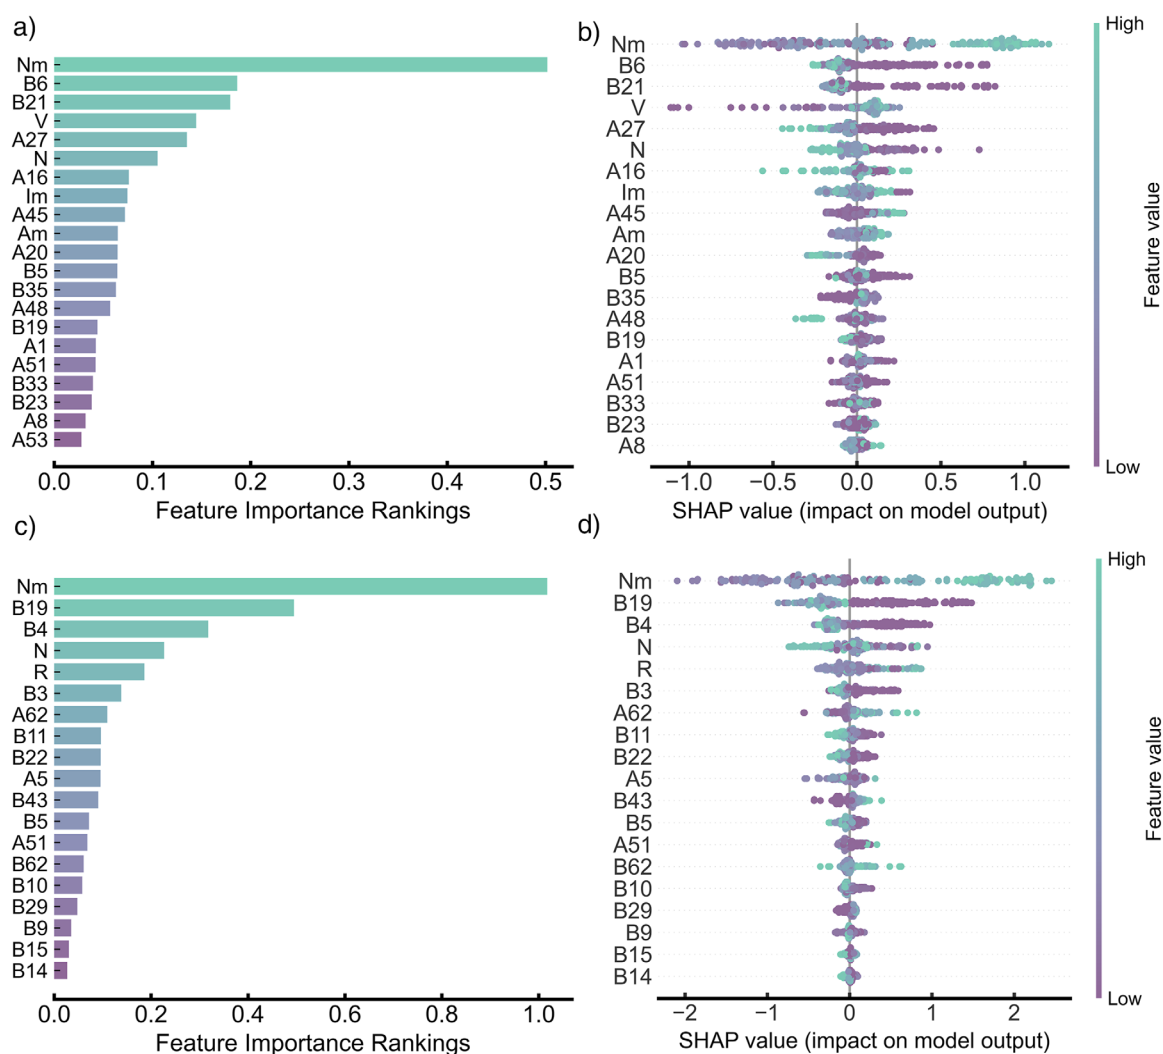 a)
Nm
B6
B21
V
A27
N
A16
Im
A45
Am
A20
B5
B35
A48
B19
A1
A51
B33
B23
A8
A53
0.0 0.1 0.2 0.3 0.4 0.5
Feature Importance Rankings
b)
Nm
B6
B21
V
A27
N
A16
Im
A45
Am
A20
B5
B35
A48
B19
A1
A51
B33
B23
A8
−1.0 −0.5 0.0 0.5 1.0
SHAP value (impact on model output)
High
Feature value
Low
c)
Nm
B19
B4
N
R
B3
A62
B11
B22
A5
B43
B5
A51
B62
B10
B29
B9
B15
B14
0.0 0.2 0.4 0.6 0.8 1.0
Feature Importance Rankings
d)
Nm
B19
B4
N
R
B3
A62
B11
B22
A5
B43
B5
A51
B62
B10
B29
B9
B15
B14
−2 −1 0 1 2
SHAP value (impact on model output)
High
Feature value
Low